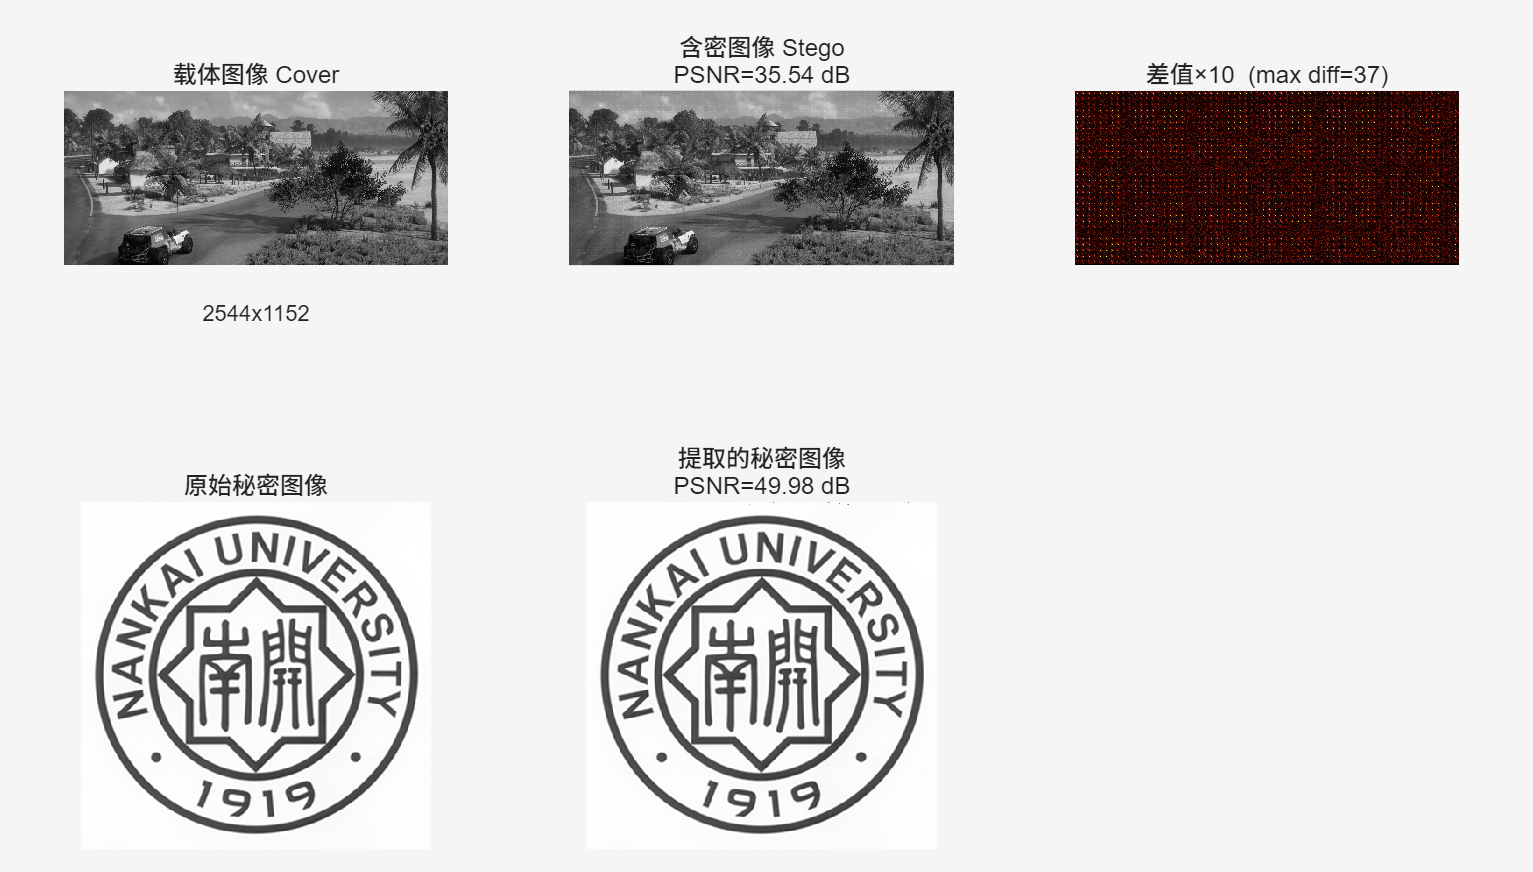 载体图像 Cover
含密图像 Stego
PSNR=35.54 dB
差值×10 (max diff=37)
2544x1152
原始秘密图像
提取的秘密图像
PSNR=49.98 dB
NANKAI UNIVERSITY
南開
1919
NANKAI UNIVERSITY
南開
1919